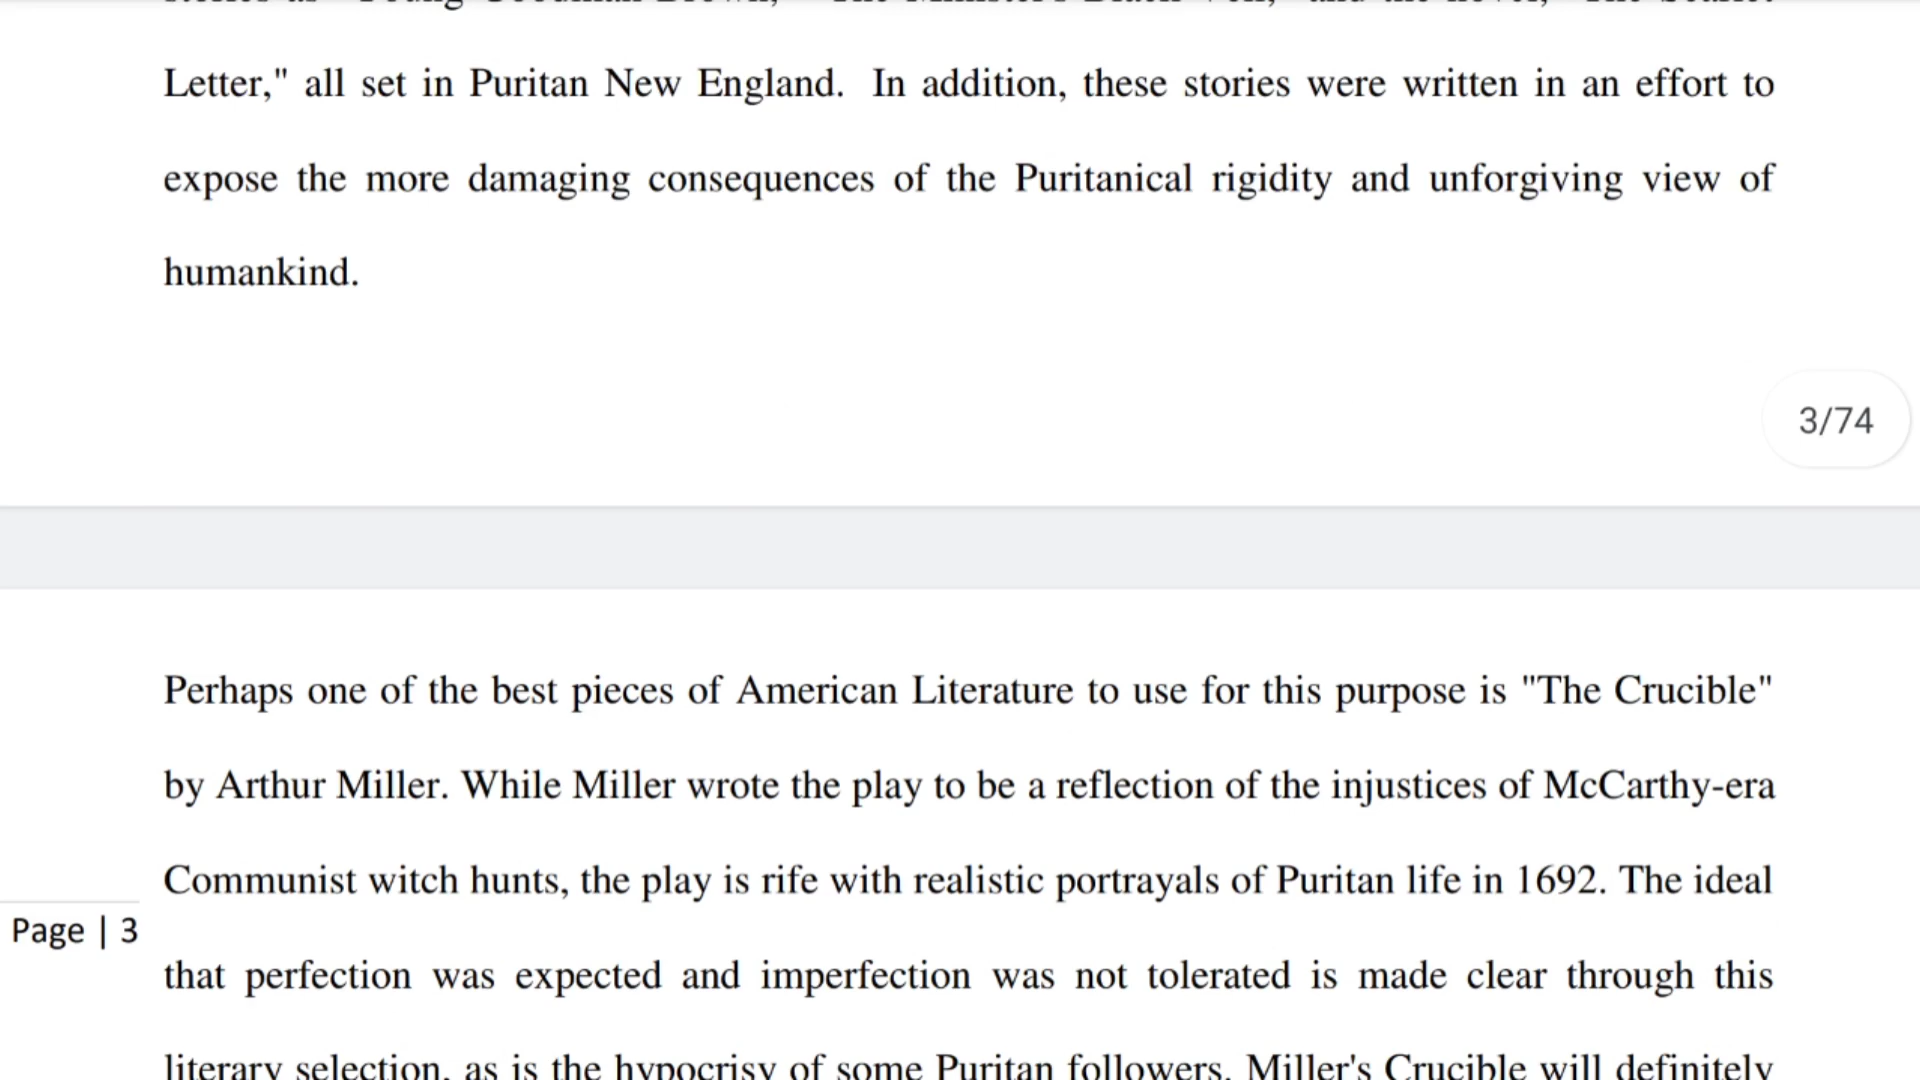 Letter," all set in Puritan New England. In addition, these stories were written in an effort to
expose the more damaging consequences of the Puritanical rigidity and unforgiving view of
humankind.
3/74
Perhaps one of the best pieces of American Literature to use for this purpose is "The Crucible"
by Arthur Miller. While Miller wrote the play to be a reflection of the injustices of McCarthy-era
Communist witch hunts, the play is rife with realistic portrayals of Puritan life in 1692. The ideal
Page | 3
that perfection was expected and imperfection was not tolerated is made clear through this
literary selection, as is the hypocrisy of some Puritan followers. Miller's Crucible will definitely